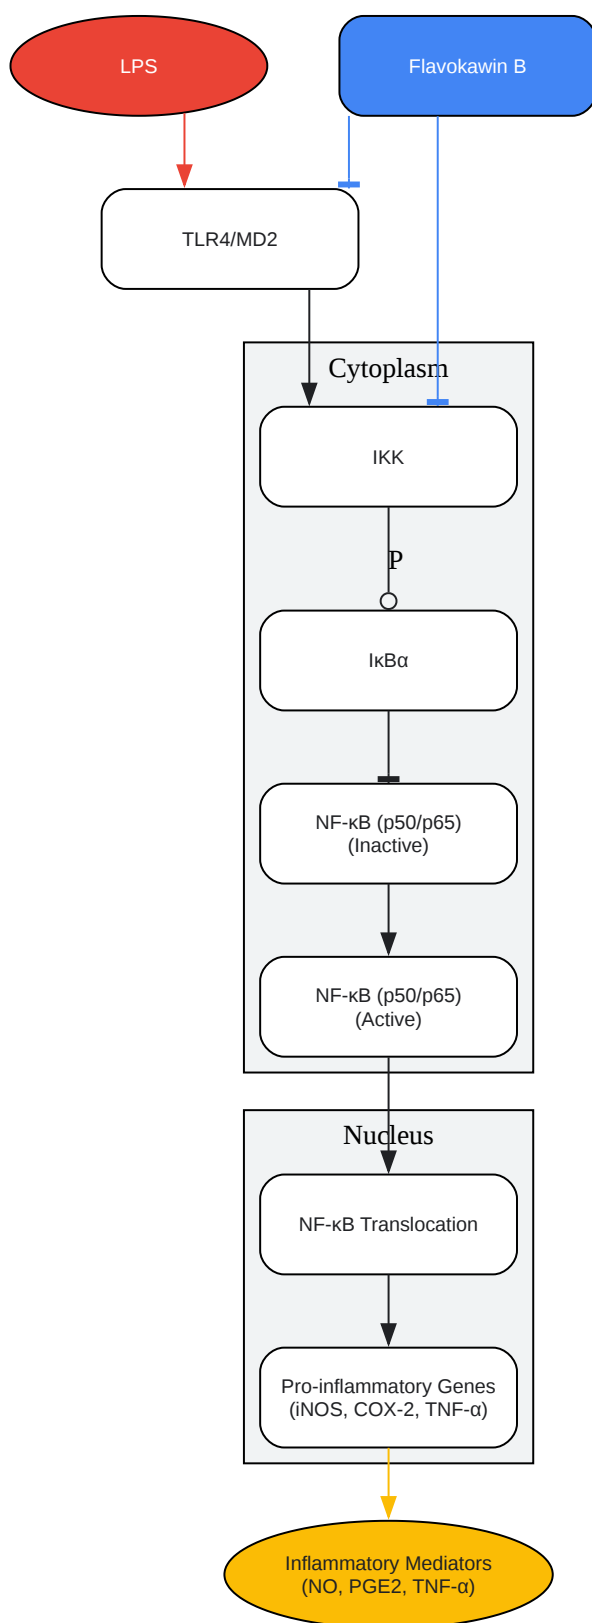 LPS
Flavokawin B
TLR4/MD2
Cytoplasm
IKK
P
IκBα
NF-κB (p50/p65)
(Inactive)
NF-κB (p50/p65)
(Active)
Nucleus
NF-κB Translocation
Pro-inflammatory Genes
(iNOS, COX-2, TNF-α)
Inflammatory Mediators
(NO, PGE2, TNF-α)